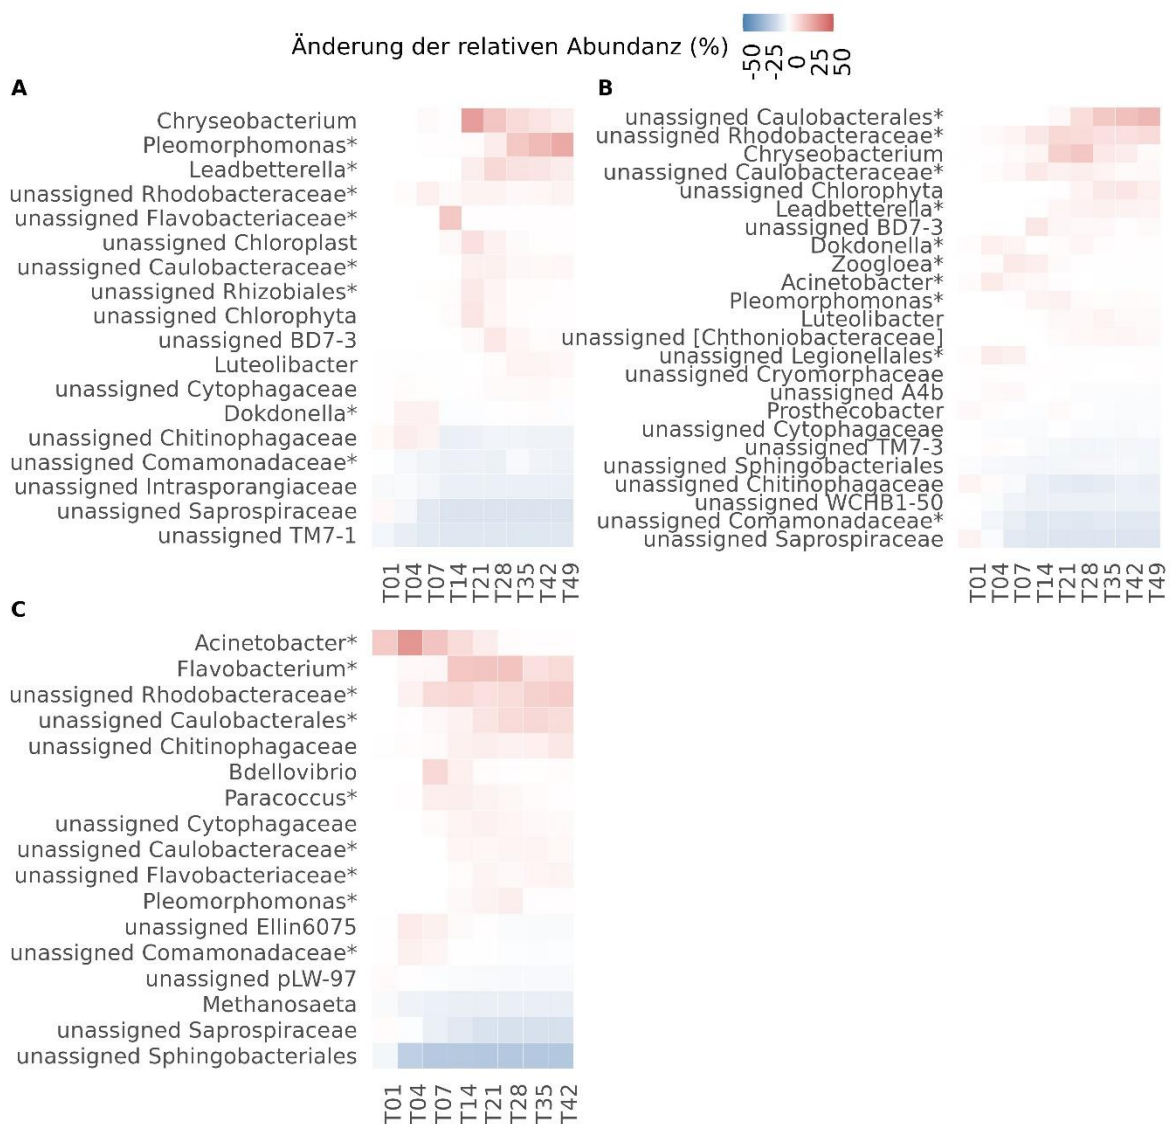 Änderung der relativen Abundanz (%)
-50
-25
0
25
50
A
Chryseobacterium
Pleomorphomonas*
Leadbetterella*
unassigned Rhodobacteraceae*
unassigned Flavobacteriaceae*
unassigned Chloroplast
unassigned Caulobacteraceae*
unassigned Rhizobiales*
unassigned Chlorophyta
unassigned BD7-3
Luteolibacter
unassigned Cytophagaceae
Dokdonella*
unassigned Chitinophagaceae
unassigned Comamonadaceae*
unassigned Intrasporangiaceae
unassigned Saprospiraceae
unassigned TM7-1
T01
T04
T07
T14
T21
T28
T35
T42
T49
B
unassigned Caulobacterales*
unassigned Rhodobacteraceae*
Chryseobacterium
unassigned Caulobacteraceae*
unassigned Chlorophyta
Leadbetterella*
unassigned BD7-3
Dokdonella*
Zoogloea*
Acinetobacter*
Pleomorphomonas*
Luteolibacter
unassigned [Chthoniobacteraceae]
unassigned Legionellales*
unassigned Cryomorphaceae
unassigned A4b
Prosthecobacter
unassigned Cytophagaceae
unassigned TM7-3
unassigned Sphingobacteriales
unassigned Chitinophagaceae
unassigned WCHB1-50
unassigned Comamonadaceae*
unassigned Saprospiraceae
T01
T04
T07
T14
T21
T28
T35
T42
T49
C
Acinetobacter*
Flavobacterium*
unassigned Rhodobacteraceae*
unassigned Caulobacterales*
unassigned Chitinophagaceae
Bdellovibrio
Paracoccus*
unassigned Cytophagaceae
unassigned Caulobacteraceae*
unassigned Flavobacteriaceae*
Pleomorphomonas*
unassigned Ellin6075
unassigned Comamonadaceae*
unassigned pLW-97
Methanosaeta
unassigned Saprospiraceae
unassigned Sphingobacteriales
T01
T04
T07
T14
T21
T28
T35
T42